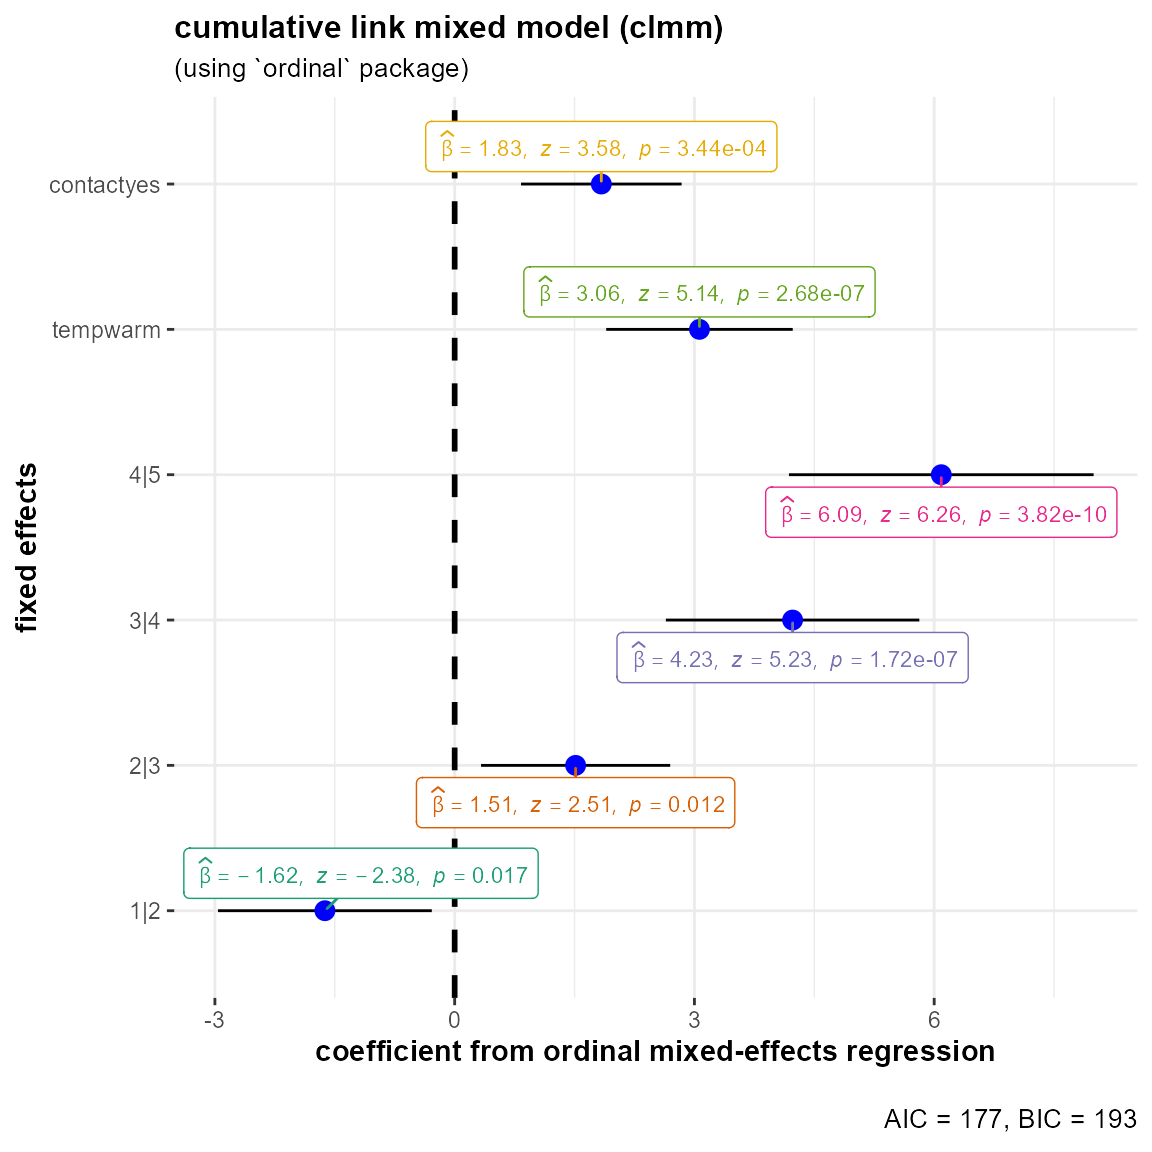 cumulative link mixed model (clmm)
(using `ordinal` package)
β̂ = 1.83, z = 3.58, p = 3.44e-04
contactyes
β̂ = 3.06, z = 5.14, p = 2.68e-07
tempwarm
4|5
β̂ = 6.09, z = 6.26, p = 3.82e-10
fixed effects
3|4
β̂ = 4.23, z = 5.23, p = 1.72e-07
2|3
β̂ = 1.51, z = 2.51, p = 0.012
β̂ = −1.62, z = −2.38, p = 0.017
1|2
-3 0 3 6
coefficient from ordinal mixed-effects regression
AIC = 177, BIC = 193